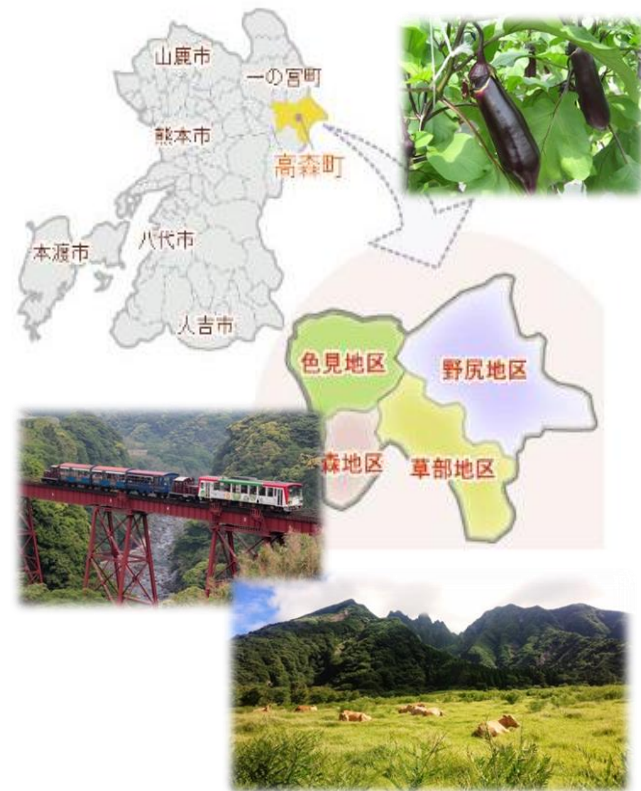 山鹿市
一の宮町
熊本市
高森町
本渡市
八代市
人吉市
色見地区
野尻地区
森地区
草部地区